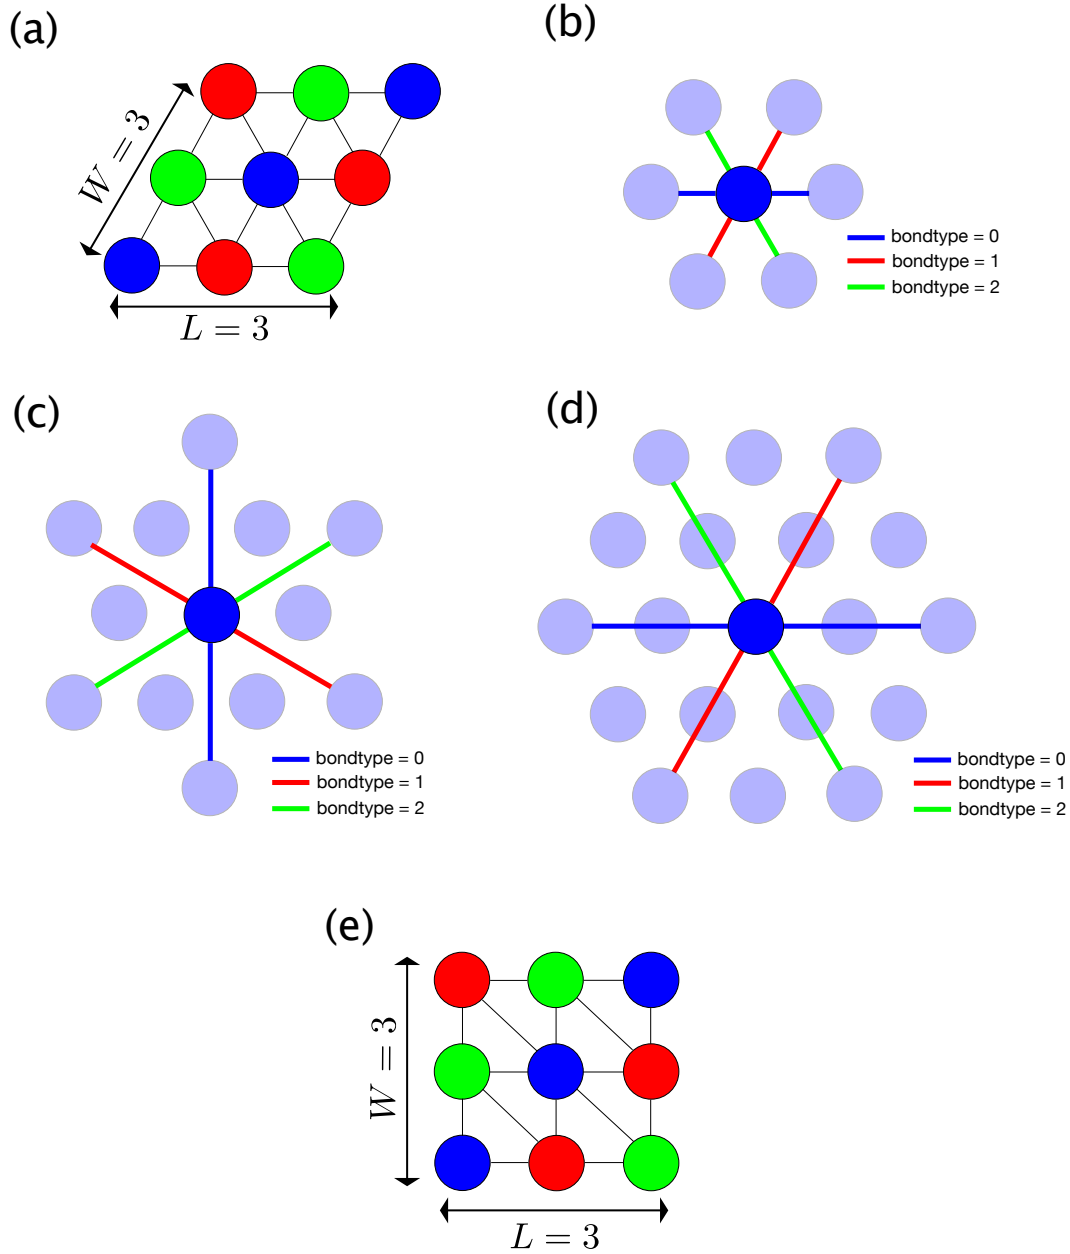 (a)
W = 3
L = 3
(b)
bondtype = 0
bondtype = 1
bondtype = 2
(c)
bondtype = 0
bondtype = 1
bondtype = 2
(d)
bondtype = 0
bondtype = 1
bondtype = 2
(e)
W = 3
L = 3